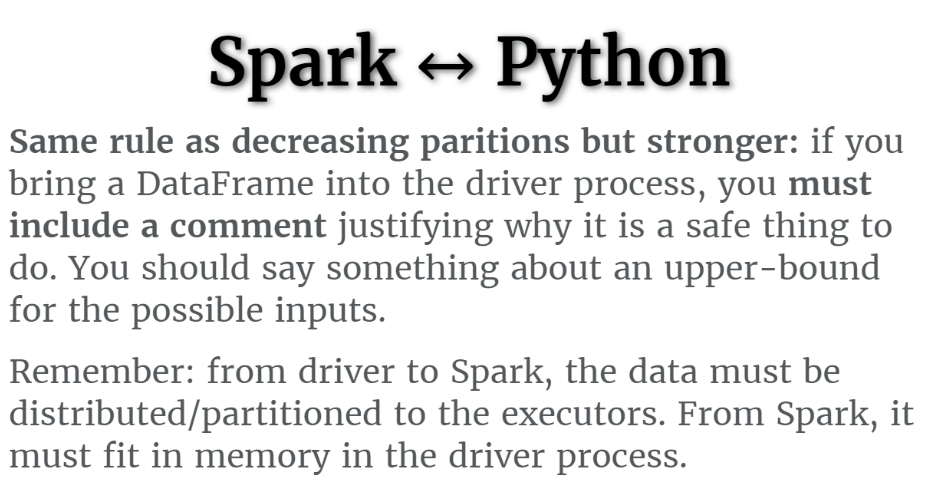 Spark ↔ Python
Same rule as decreasing paritions but stronger: if you
bring a DataFrame into the driver process, you must
include a comment justifying why it is a safe thing to
do. You should say something about an upper-bound
for the possible inputs.
Remember: from driver to Spark, the data must be
distributed/partitioned to the executors. From Spark, it
must fit in memory in the driver process.